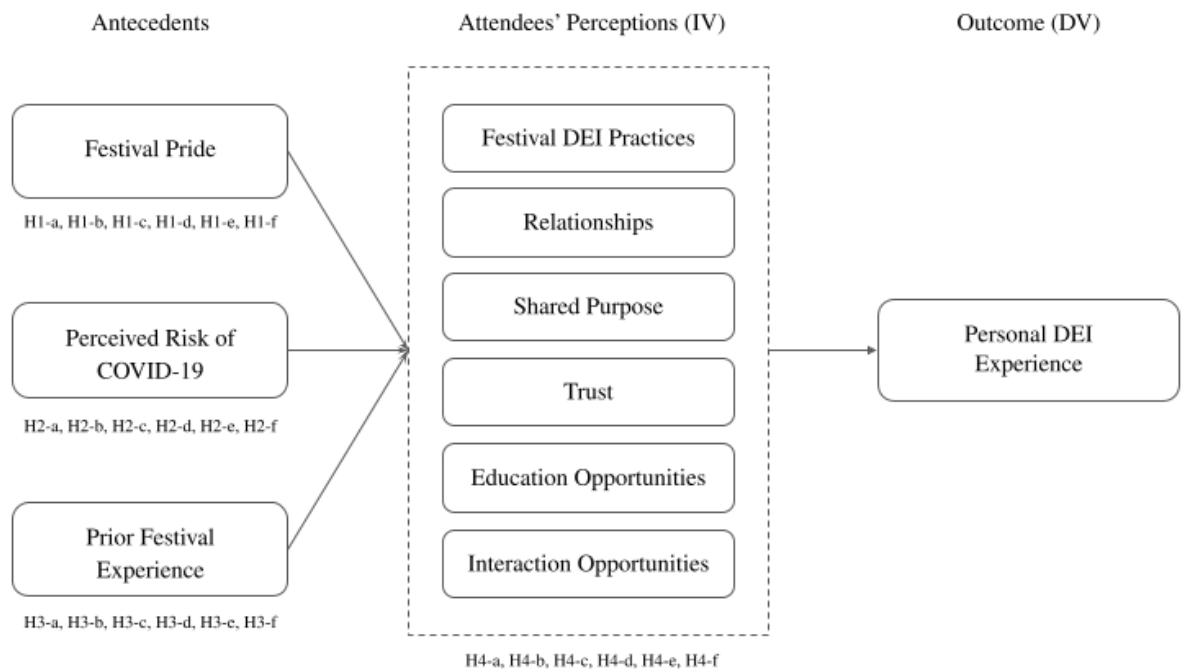 Antecedents
Attendees' Perceptions (IV)
Outcome (DV)
Festival Pride
H1-a, H1-b, H1-c, H1-d, H1-e, H1-f
Perceived Risk of
COVID-19
H2-a, H2-b, H2-c, H2-d, H2-e, H2-f
Prior Festival
Experience
H3-a, H3-b, H3-c, H3-d, H3-e, H3-f
Festival DEI Practices
Relationships
Shared Purpose
Trust
Education Opportunities
Interaction Opportunities
H4-a, H4-b, H4-c, H4-d, H4-e, H4-f
Personal DEI
Experience